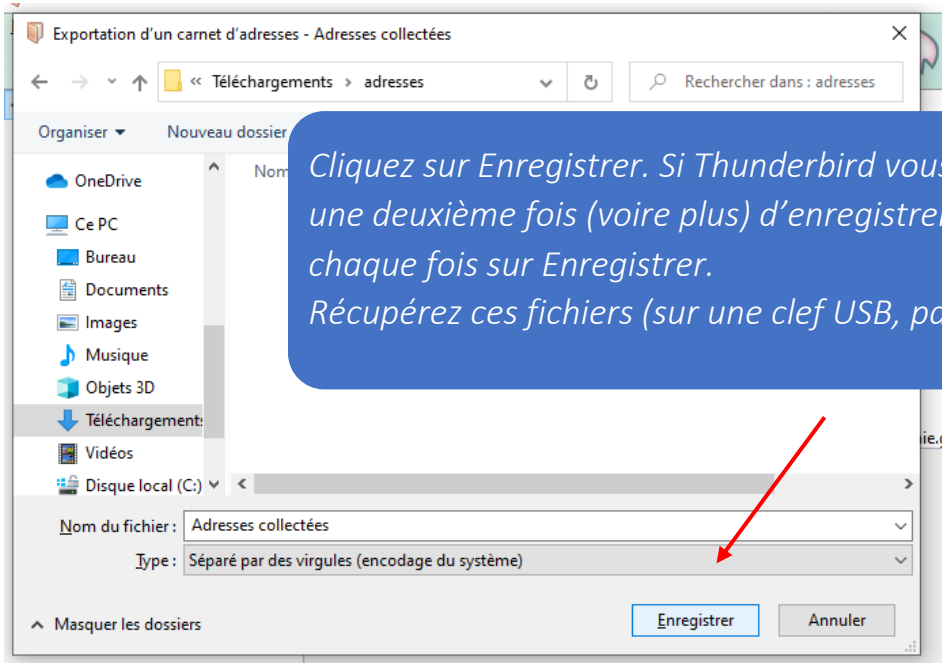 Exportation d'un carnet d'adresses - Adresses collectées
« Téléchargements > adresses
Rechercher dans : adresses
Organiser
Nouveau dossier
Nom
Cliquez sur Enregistrer. Si Thunderbird vous
une deuxième fois (voire plus) d’enregistrer
chaque fois sur Enregistrer.
Récupérez ces fichiers (sur une clef USB, pa
OneDrive
Ce PC
Bureau
Documents
Images
Musique
Objets 3D
Téléchargements
Vidéos
Disque local (C:)
Nom du fichier : Adresses collectées
Type : Séparé par des virgules (encodage du système)
Masquer les dossiers
Enregistrer
Annuler